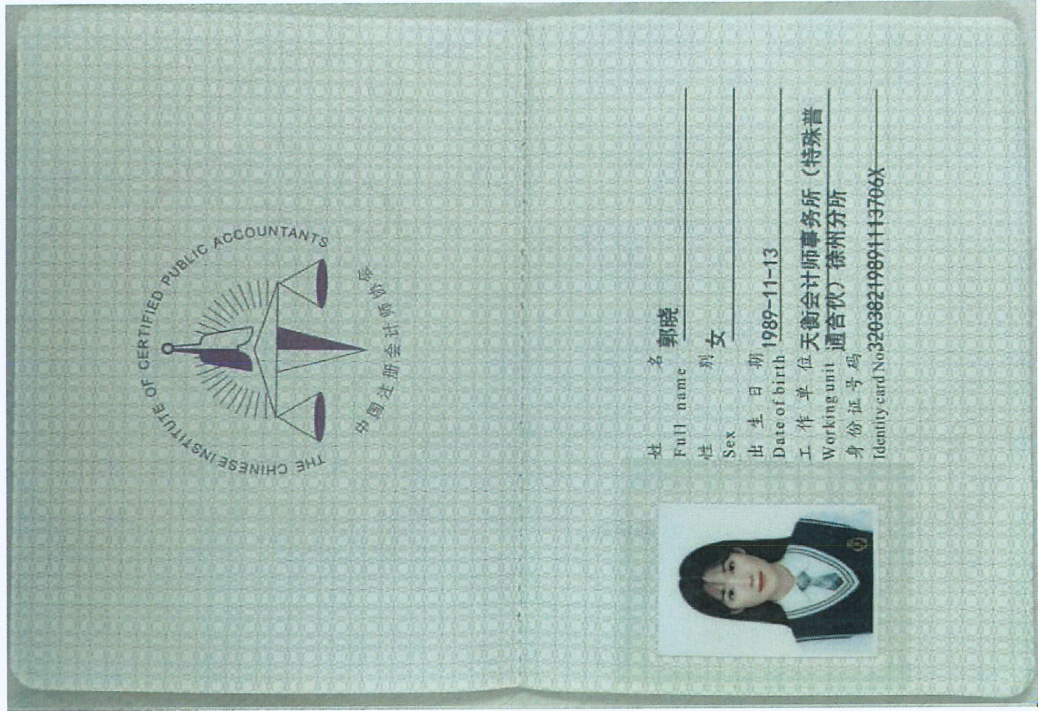 THE CHINESE INSTITUTE OF CERTIFIED PUBLIC ACCOUNTANTS
中国注册会计师协会
姓 名 郭晓
Full name
性 别 女
Sex
出生日期 1989-11-13
Date of birth
工作单位 天衡会计师事务所（特殊普
Working unit 通合伙）徐州分所
身份证号码
Identity card No 32038219891113706X